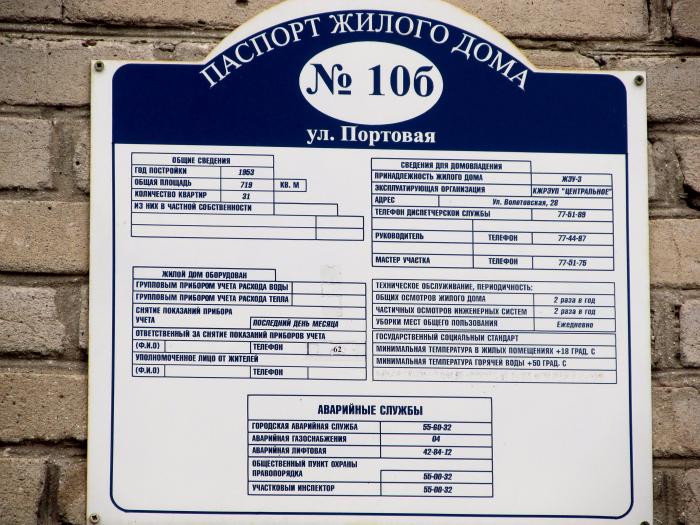 ПАСПОРТ ЖИЛОГО ДОМА
№ 10б
ул. Портовая
ОБЩИЕ СВЕДЕНИЯ
ГОД ПОСТРОЙКИ 1953
ОБЩАЯ ПЛОЩАДЬ 719 КВ. М
КОЛИЧЕСТВО КВАРТИР 31
ИЗ НИХ В ЧАСТНОЙ СОБСТВЕННОСТИ
СВЕДЕНИЯ ДЛЯ ДОМОВЛАДЕНИЯ
ПРИНАДЛЕЖНОСТЬ ЖИЛОГО ДОМА ЖЭУ-3
ЭКСПЛУАТИРУЮЩАЯ ОРГАНИЗАЦИЯ КЖРЭУП "ЦЕНТРАЛЬНОЕ"
АДРЕС Ул. Волотовская, 28
ТЕЛЕФОН ДИСПЕТЧЕРСКОЙ СЛУЖБЫ 77-51-89
РУКОВОДИТЕЛЬ ТЕЛЕФОН 77-44-97
МАСТЕР УЧАСТКА ТЕЛЕФОН 77-51-75
ЖИЛОЙ ДОМ ОБОРУДОВАН
ГРУППОВЫМ ПРИБОРОМ УЧЕТА РАСХОДА ВОДЫ
ГРУППОВЫМ ПРИБОРОМ УЧЕТА РАСХОДА ТЕПЛА
СНЯТИЕ ПОКАЗАНИЙ ПРИБОРА
УЧЕТА ПОСЛЕДНИЙ ДЕНЬ МЕСЯЦА
ОТВЕТСТВЕННЫЙ ЗА СНЯТИЕ ПОКАЗАНИЙ ПРИБОРОВ УЧЕТА
(Ф.И.О) ТЕЛЕФОН -62
УПОЛНОМОЧЕННОЕ ЛИЦО ОТ ЖИТЕЛЕЙ
(Ф.И.О) ТЕЛЕФОН
ТЕХНИЧЕСКОЕ ОБСЛУЖИВАНИЕ, ПЕРИОДИЧНОСТЬ:
ОБЩИХ ОСМОТРОВ ЖИЛОГО ДОМА 2 раза в год
ЧАСТИЧНЫХ ОСМОТРОВ ИНЖЕНЕРНЫХ СИСТЕМ 2 раза в год
УБОРКИ МЕСТ ОБЩЕГО ПОЛЬЗОВАНИЯ Ежедневно
ГОСУДАРСТВЕННЫЙ СОЦИАЛЬНЫЙ СТАНДАРТ
МИНИМАЛЬНАЯ ТЕМПЕРАТУРА В ЖИЛЫХ ПОМЕЩЕНИЯХ +18 ГРАД. С
МИНИМАЛЬНАЯ ТЕМПЕРАТУРА ГОРЯЧЕЙ ВОДЫ +50 ГРАД. С
АВАРИЙНЫЕ СЛУЖБЫ
ГОРОДСКАЯ АВАРИЙНАЯ СЛУЖБА 55-60-32
АВАРИЙНАЯ ГАЗОСНАБЖЕНИЯ 04
АВАРИЙНАЯ ЛИФТОВАЯ 42-84-12
ОБЩЕСТВЕННЫЙ ПУНКТ ОХРАНЫ
ПРАВОПОРЯДКА 55-00-32
УЧАСТКОВЫЙ ИНСПЕКТОР 55-00-32